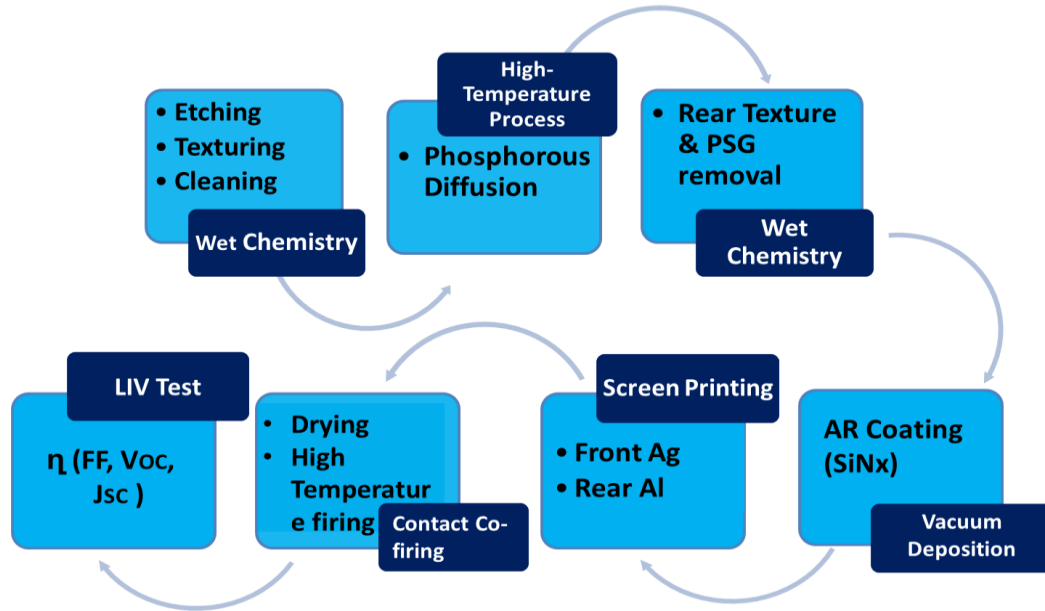 • Etching
• Texturing
• Cleaning
Wet Chemistry
High-
Temperature
Process
• Phosphorous
Diffusion
• Rear Texture
& PSG
removal
Wet
Chemistry
LIV Test
η (FF, VOC,
JSC )
• Drying
• High
Temperatur
e firing
Contact Co-
firing
Screen Printing
• Front Ag
• Rear Al
AR Coating
(SiNx)
Vacuum
Deposition